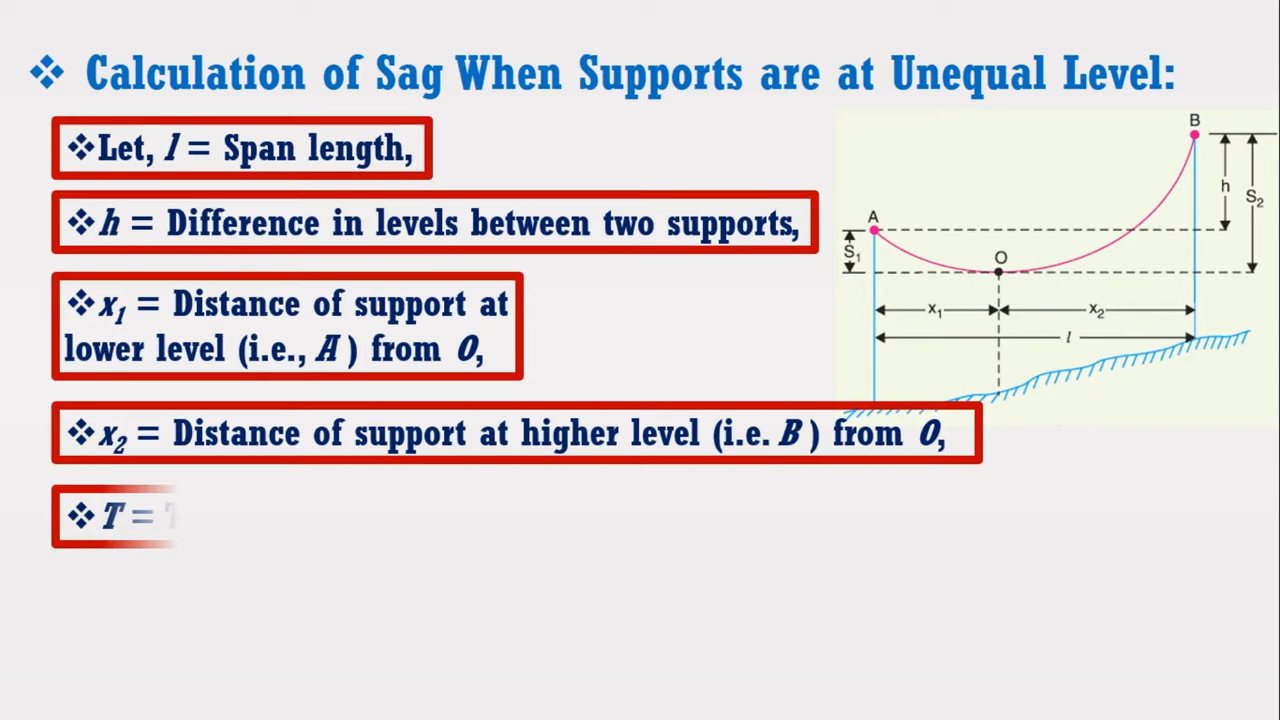 ❖ Calculation of Sag When Supports are at Unequal Level:
❖Let, l = Span length,
❖h = Difference in levels between two supports,
❖x₁ = Distance of support at
lower level (i.e., A ) from O,
❖x₂ = Distance of support at higher level (i.e. B ) from O,
❖T =
B
h
S₂
A
S₁
O
x₁
x₂
l